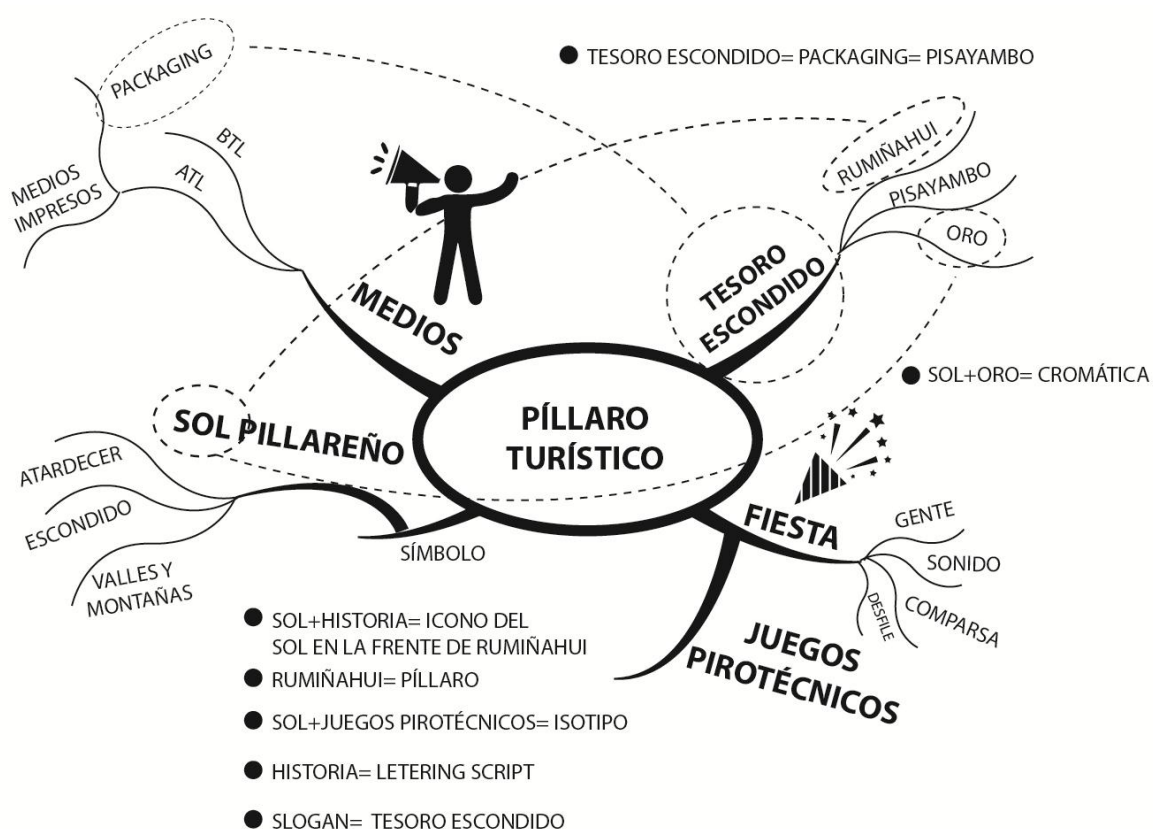 PACKAGING
● TESORO ESCONDIDO= PACKAGING= PISAYAMBO
BTL
ATL
MEDIOS
IMPRESOS
MEDIOS
RUMIÑAHUI
PISAYAMBO
ORO
TESORO
ESCONDIDO
● SOL+ORO= CROMÁTICA
PÍLLARO
TURÍSTICO
SOL PILLAREÑO
ATARDECER
ESCONDIDO
VALLES Y
MONTAÑAS
SÍMBOLO
FIESTA
GENTE
SONIDO
COMPARSA
DESFILE
JUEGOS
PIROTÉCNICOS
● SOL+HISTORIA= ICONO DEL
SOL EN LA FRENTE DE RUMIÑAHUI
● RUMIÑAHUI= PÍLLARO
● SOL+JUEGOS PIROTÉCNICOS= ISOTIPO
● HISTORIA= LETERING SCRIPT
● SLOGAN= TESORO ESCONDIDO